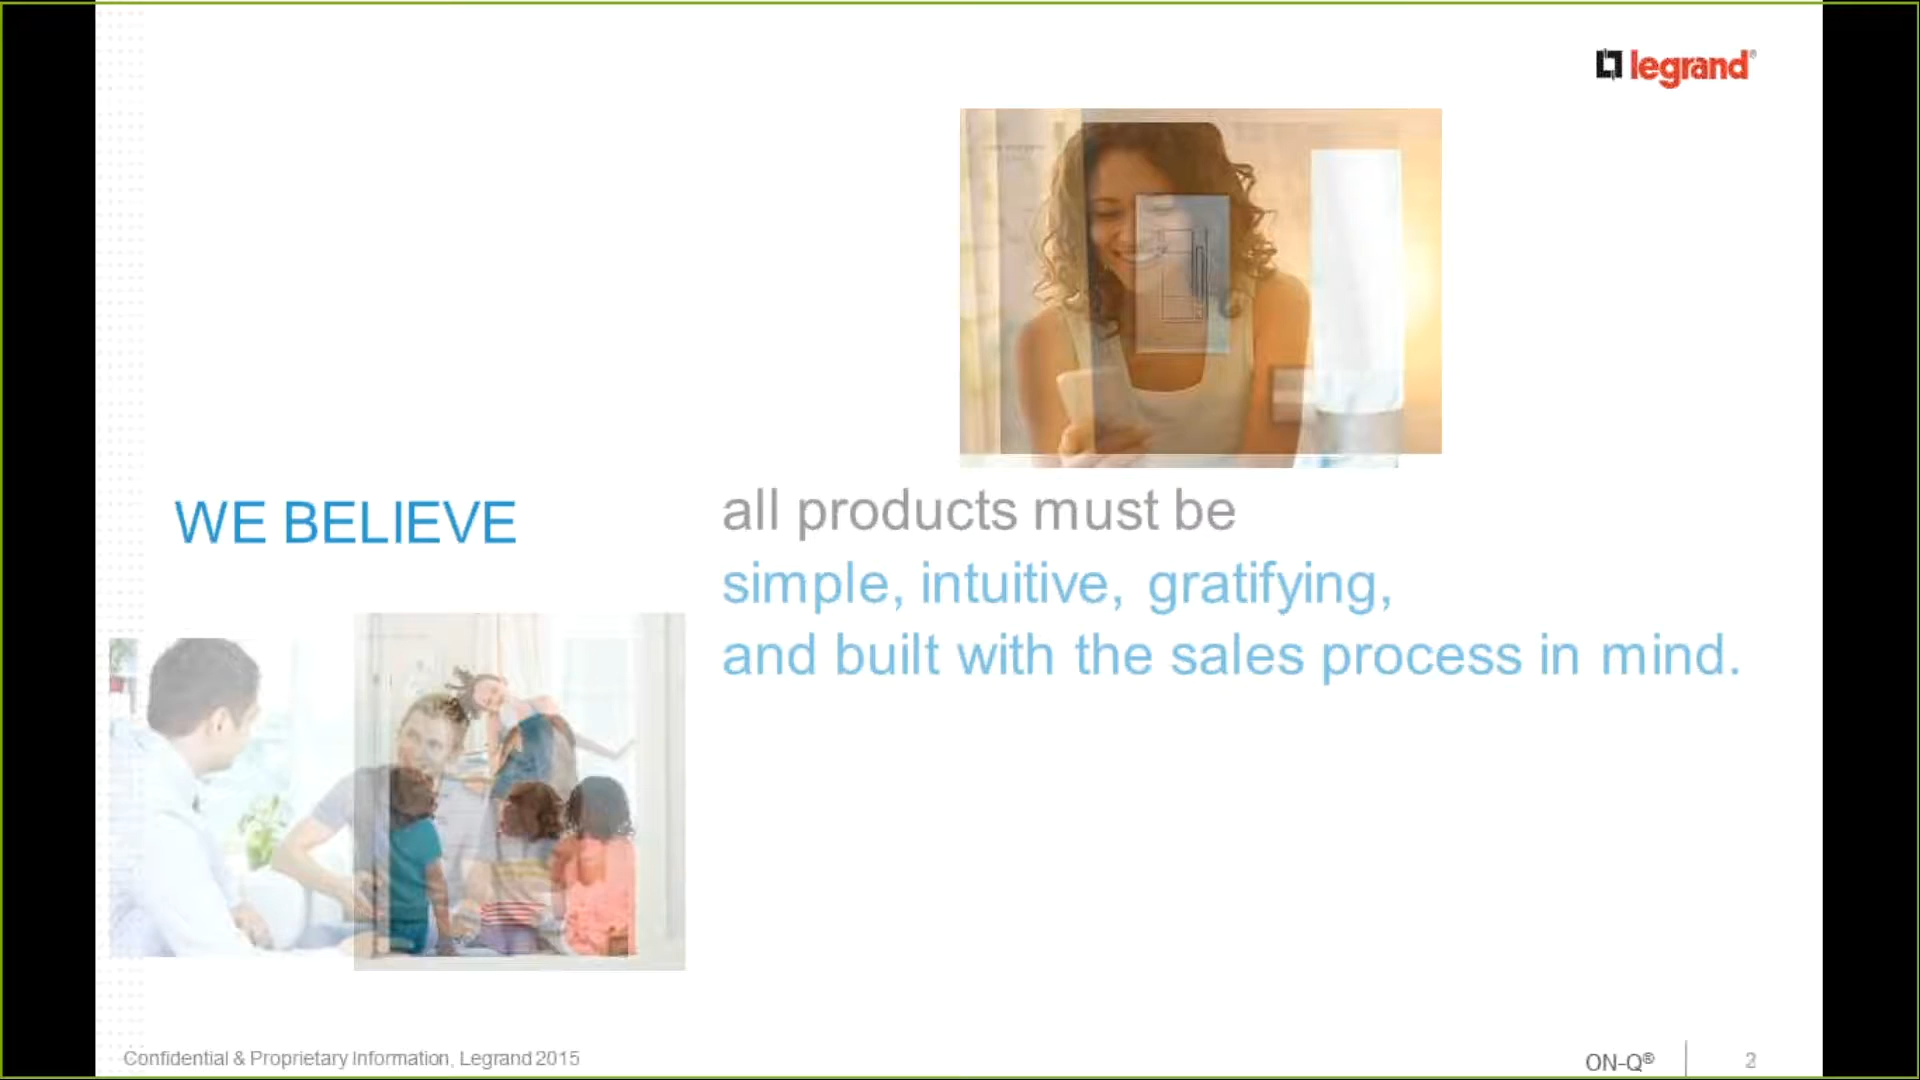 legrand®
WE BELIEVE
all products must be
simple, intuitive, gratifying,
and built with the sales process in mind.
Confidential & Proprietary Information, Legrand 2015
ON-Q®